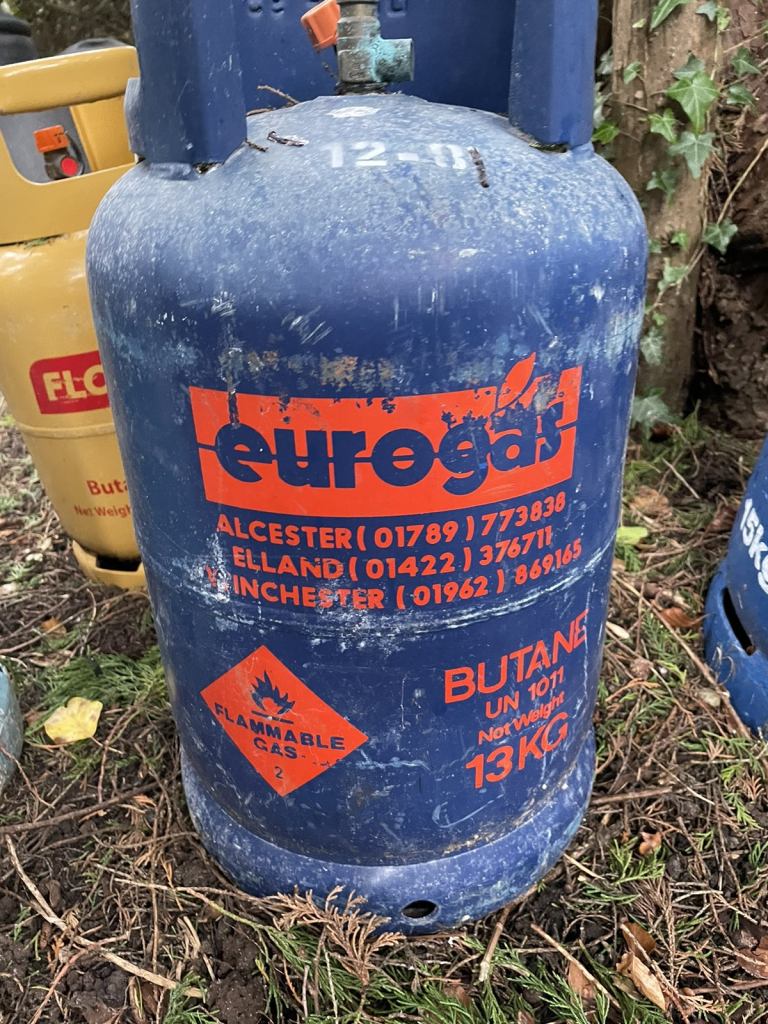 12-8
FLO
Buta
Net Weigh
eurogas
ALCESTER ( 01789 ) 773838
ELLAND ( 01422 ) 376711
WINCHESTER ( 01962 ) 869165
FLAMMABLE
GAS
2
BUTANE
UN 1011
Net Weight
13KG
15kg